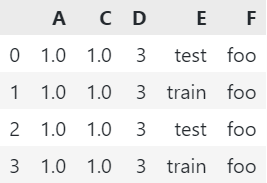 A C D E F
0 1.0 1.0 3 test foo
1 1.0 1.0 3 train foo
2 1.0 1.0 3 test foo
3 1.0 1.0 3 train foo